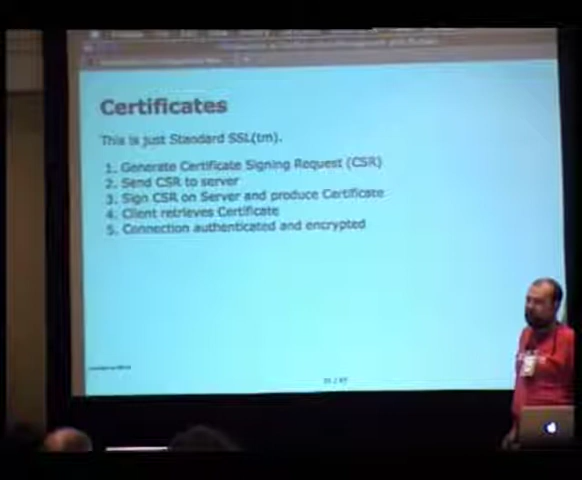 Certificates
This is just Standard SSL(tm).
1. Generate Certificate Signing Request (CSR)
2. Send CSR to server
3. Sign CSR on Server and produce Certificate
4. Client retrieves Certificate
5. Connection authenticated and encrypted